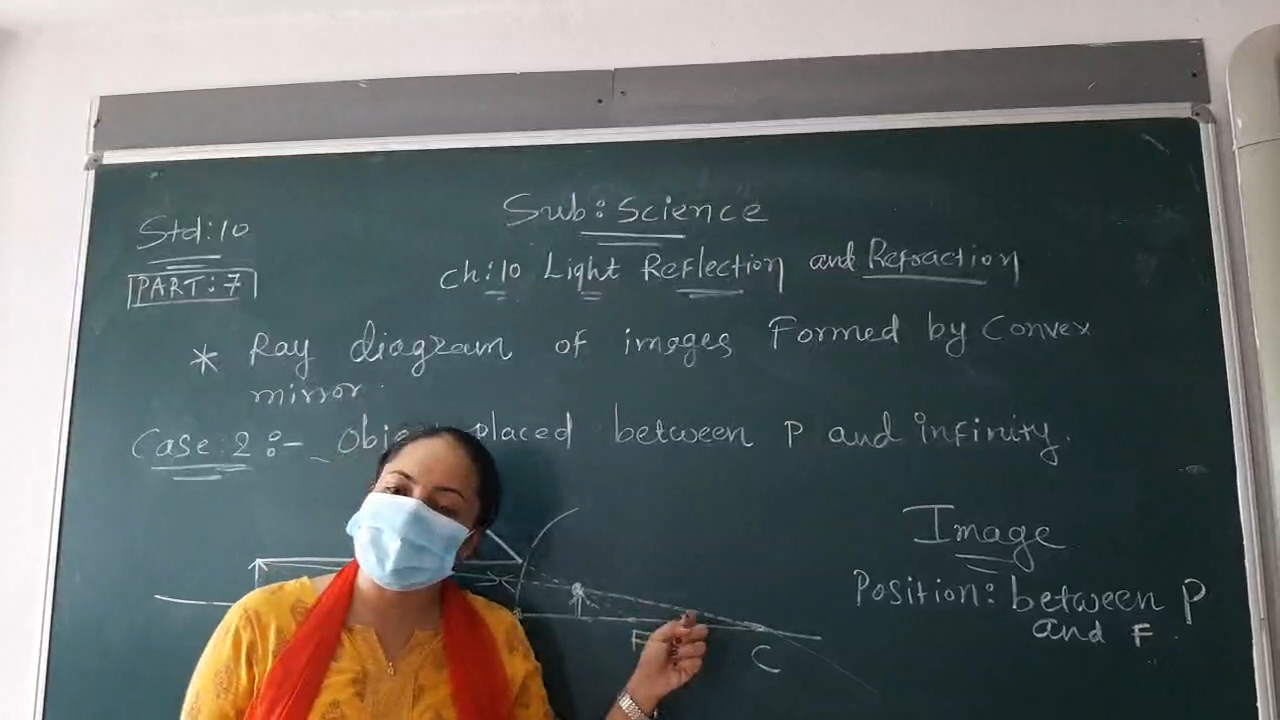 Sub: Science
Std: 10
PART: 7
Ch: 10 Light Reflection and Refraction
* Ray diagram of images Formed by Convex
mirror.
Case: 2 :- placed between P and infinity.
Image
Position: between P
and F.
F
C